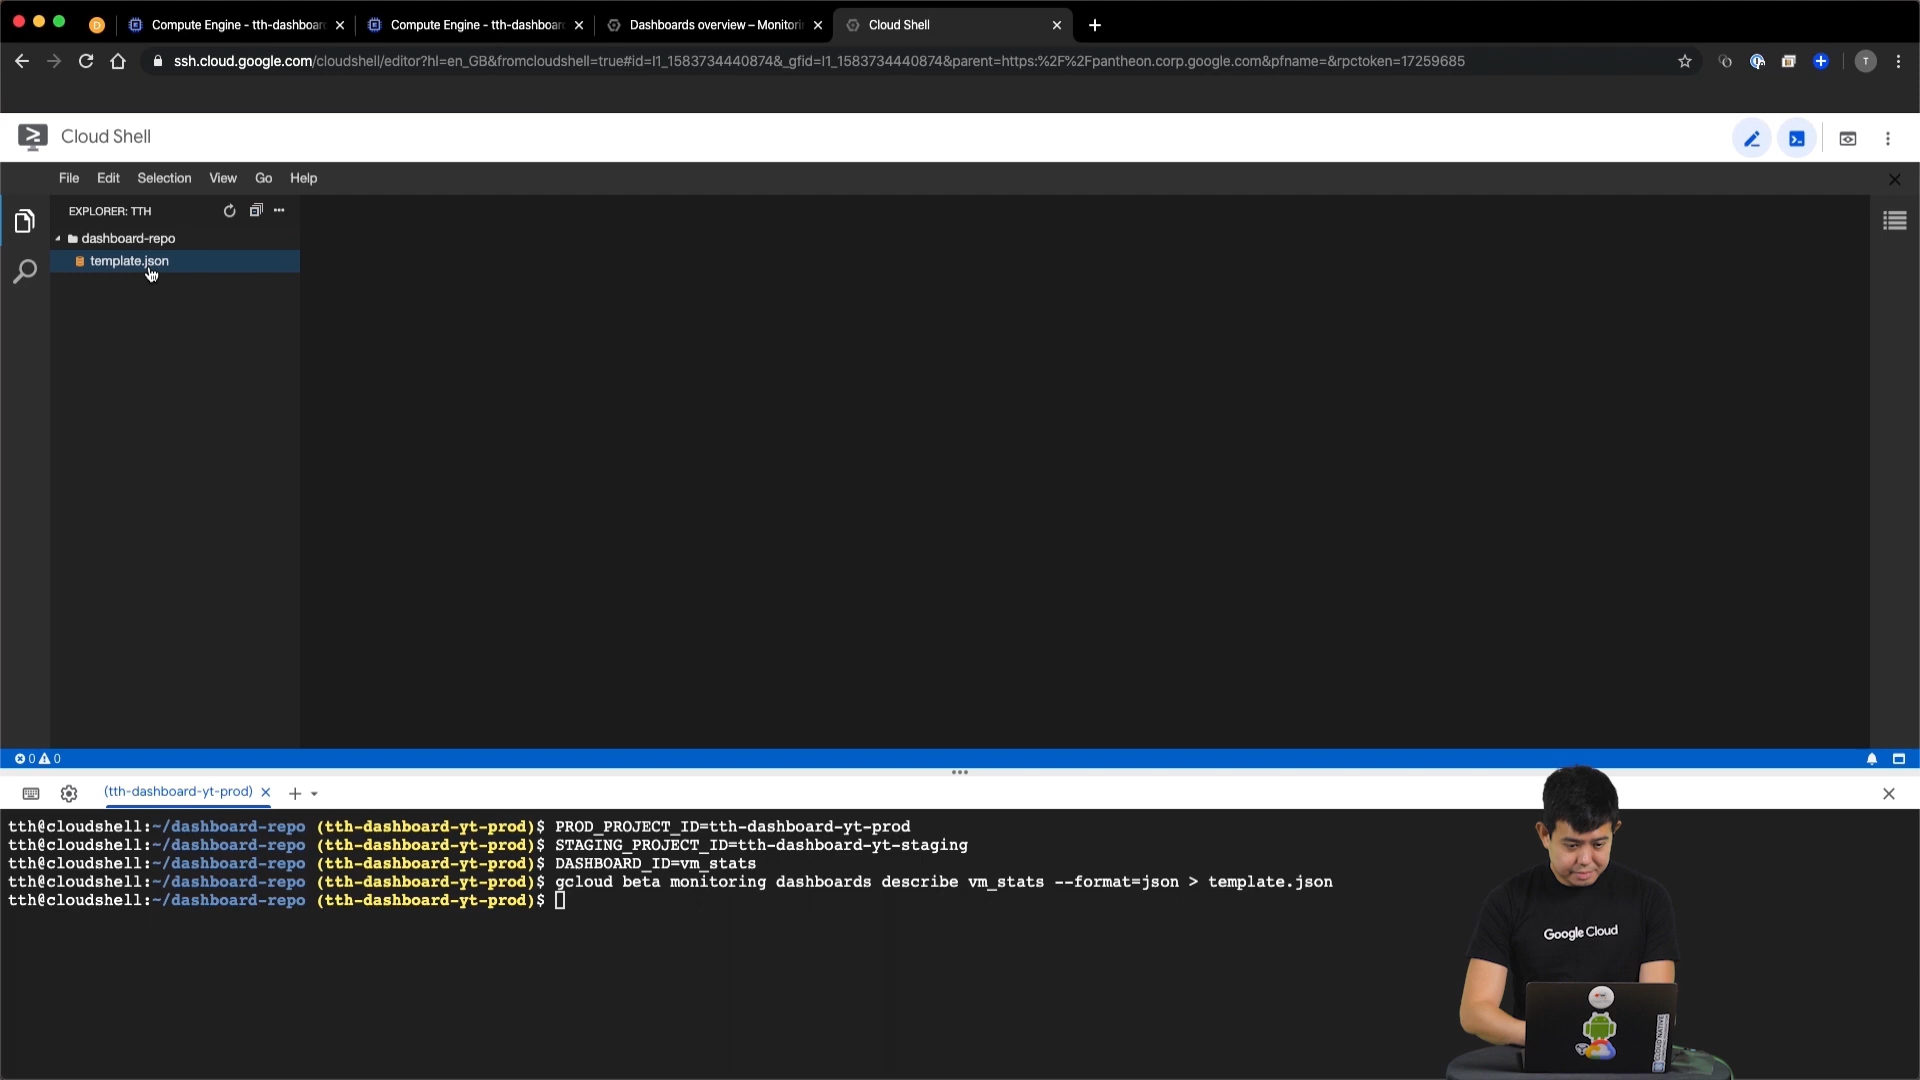 Compute Engine - tth-dashboar
Compute Engine - tth-dashboar
Dashboards overview – Monitori
Cloud Shell
ssh.cloud.google.com/cloudshell/editor?hl=en_GB&fromcloudshell=true#id=I1_1583734440874&_gfid=I1_1583734440874&parent=https:%2F%2Fpantheon.corp.google.com&pfname=&rpctoken=17259685
T
Cloud Shell
File Edit Selection View Go Help
EXPLORER: TTH
dashboard-repo
template.json
0 0
(tth-dashboard-yt-prod)
tth@cloudshell:~/dashboard-repo (tth-dashboard-yt-prod)$ PROD_PROJECT_ID=tth-dashboard-yt-prod
tth@cloudshell:~/dashboard-repo (tth-dashboard-yt-prod)$ STAGING_PROJECT_ID=tth-dashboard-yt-staging
tth@cloudshell:~/dashboard-repo (tth-dashboard-yt-prod)$ DASHBOARD_ID=vm_stats
tth@cloudshell:~/dashboard-repo (tth-dashboard-yt-prod)$ gcloud beta monitoring dashboards describe vm_stats --format=json > template.json
tth@cloudshell:~/dashboard-repo (tth-dashboard-yt-prod)$
Google Cloud
CLOUD NATIVE